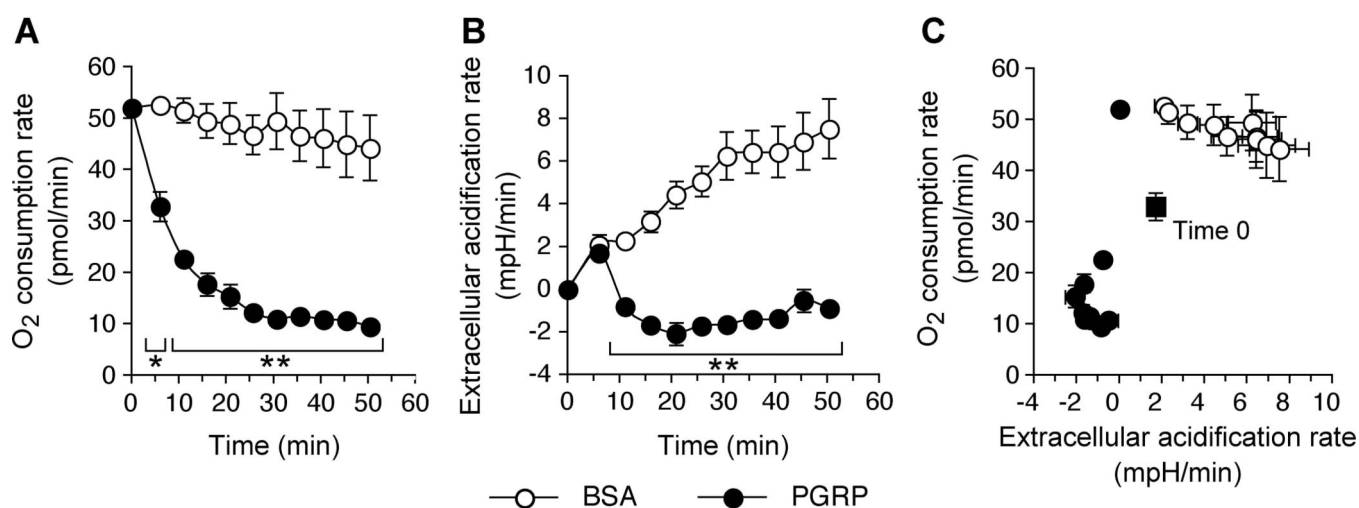 A
O2 consumption rate
(pmol/min)
60
50
40
30
20
10
0
*
**
0 10 20 30 40 50 60
Time (min)
B
Extracellular acidification rate
(mpH/min)
10
8
6
4
2
0
-2
-4
**
0 10 20 30 40 50 60
Time (min)
C
O2 consumption rate
(pmol/min)
60
50
40
30
20
10
0
Time 0
-4 -2 0 2 4 6 8 10
Extracellular acidification rate
(mpH/min)
BSA PGRP